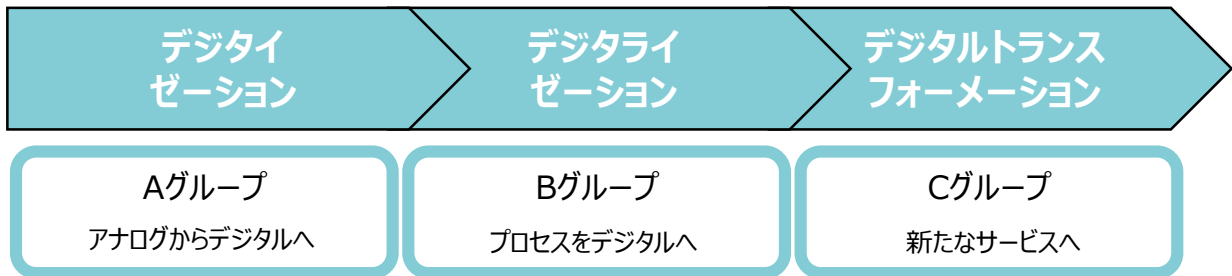 デジタイ
ゼーション
デジタライ
ゼーション
デジタルトランス
フォーメーション
Aグループ
アナログからデジタルへ
Bグループ
プロセスをデジタルへ
Cグループ
新たなサービスへ